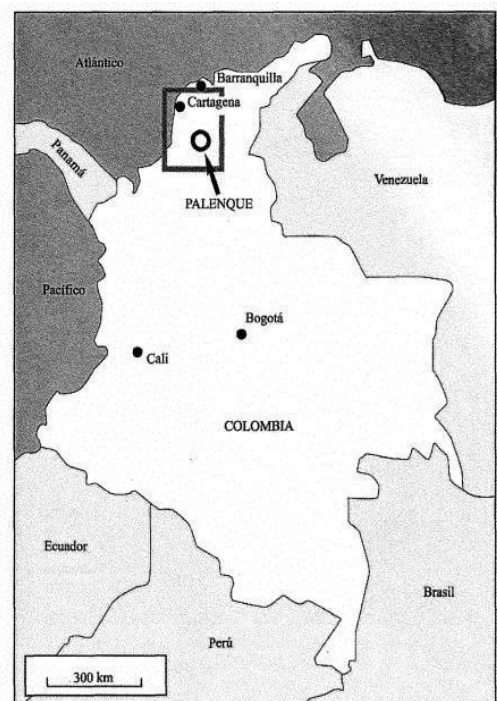 Atlántico
Barranquilla
Cartagena
Panamá
Venezuela
PALENQUE
Pacífico
Bogotá
Cali
COLOMBIA
Ecuador
Brasil
Perú
300 km